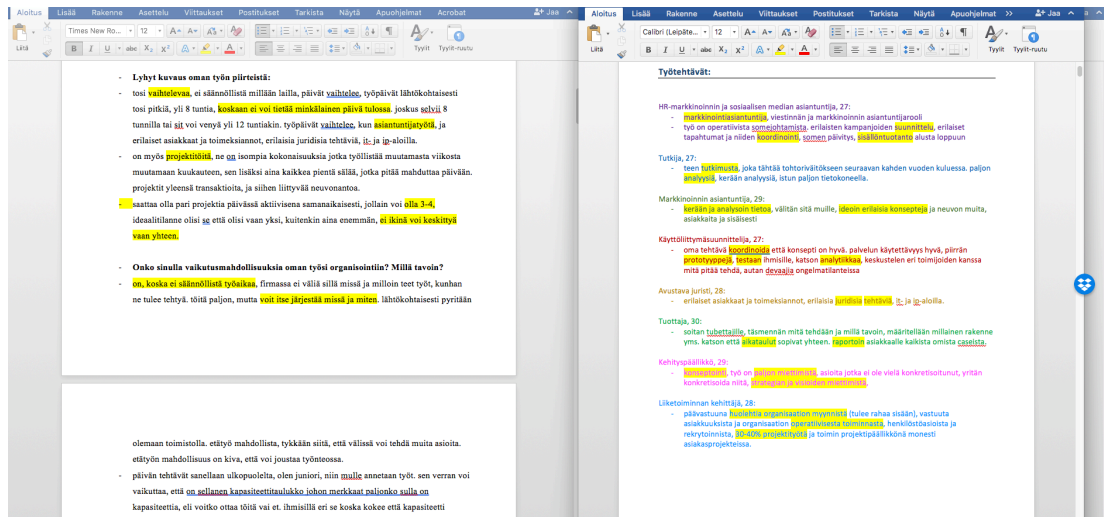 Aloitus Lisää Rakenne Asettelu Viittaukset Postitukset Tarkista Näytä Apuohjelmat Acrobat Jaa
Times New Ro... 12
Liitä
B I U abc X₂ X² A A
Tyylit Tyylit-ruutu
- Lyhyt kuvaus oman työn piirteistä:
- tosi vaihtelevaa, ei säännöllistä millään lailla, päivät vaihtelee, työpäivät lähtökohtaisesti
tosi pitkiä, yli 8 tuntia, koskaan ei voi tietää minkälainen päivä tulossa. joskus selvii 8
tunnilla tai sit voi venyä yli 12 tuntiakin. työpäivät vaihtelee, kun asiantuntijatyötä, ja
erilaiset asiakkaat ja toimeksiannot, erilaisia juridisia tehtäviä, it- ja ip-aloilla.
- on myös projektitöitä, ne on isompia kokonaisuuksia jotka työllistää muutamasta viikosta
muutamaan kuukauteen, sen lisäksi aina kaikkea pientä sälää, jotka pitää mahduttaa päivään.
projektit yleensä transaktioita, ja siihen liittyvää neuvonantoa.
- saattaa olla pari projektia päivässä aktiivisena samanaikaisesti, jollain voi olla 3-4,
ideaalitilanne olisi se että olisi vaan yksi, kuitenkin aina enemmän, ei ikinä voi keskittyä
vaan yhteen.
- Onko sinulla vaikutusmahdollisuuksia oman työsi organisointiin? Millä tavoin?
- on, koska ei säännöllistä työaikaa, firmassa ei väliä sillä missä ja milloin teet työt, kunhan
ne tulee tehtyä. töitä paljon, mutta voit itse järjestää missä ja miten. lähtökohtaisesti pyritään
olemaan toimistolla. etätyö mahdollista, tykkään siitä, että välissä voi tehdä muita asioita.
etätyön mahdollisuus on kiva, että voi joustaa työnteossa.
- päivän tehtävät sanellaan ulkopuolelta, olen juniori, niin mulle annetaan työt. sen verran voi
vaikuttaa, että on sellanen kapasiteettitaulukko johon merkkaat paljonko sulla on
kapasiteettia, eli voitko ottaa töitä vai et. ihmisillä eri se koska kokee että kapasiteetti
Aloitus Lisää Rakenne Asettelu Viittaukset Postitukset Tarkista Näytä Apuohjelmat Jaa
Calibri (Leipäte... 12
Liitä
B I U abc X₂ X² A A
Tyylit Tyylit-ruutu
Työtehtävät:
HR-markkinoinnin ja sosiaalisen median asiantuntija, 27:
- markkinointiasiantuntija, viestinnän ja markkinoinnin asiantuntijarooli
- työ on operatiivista somejohtamista. erilaisten kampanjoiden suunnittelu, erilaiset
tapahtumat ja niiden koordinointi, somen päivitys, sisällöntuotanto alusta loppuun
Tutkija, 27:
- teen tutkimusta, joka tähtää tohtoriväitökseen seuraavan kahden vuoden kuluessa. paljon
analyysiä, kerään analyysiä, istun paljon tietokoneella.
Markkinoinnin asiantuntija, 29:
- kerään ja analysoin tietoa, välitän sitä muille, ideoin erilaisia konsepteja ja neuvon muita,
asiakkaita ja sisäisesti
Käyttöliittymäsuunnittelija, 27:
- oma tehtävä koordinoida että konsepti on hyvä. palvelun käytettävyys hyvä, piirrän
prototyyppejä, testaan ihmisille, katson analytiikkaa, keskustelen eri toimijoiden kanssa
mitä pitää tehdä, autan devaajia ongelmatilanteissa
Avustava juristi, 28:
- erilaiset asiakkaat ja toimeksiannot, erilaisia juridisia tehtäviä, it- ja ip-aloilla.
Tuottaja, 30:
- soitan tubettajille, täsmennän mitä tehdään ja millä tavoin, määritellään millainen rakenne
yms. katson että aikataulut sopivat yhteen. raportoin asiakkaalle kaikista omista caseista.
Kehityspäällikkö, 29:
- konseptointi, työ on paljon miettimistä, asioita jotka ei ole vielä konkretisoitunut, yritän
konkretisoida niitä, strategian ja visioiden miettimistä.
Liiketoiminnan kehittäjä, 28:
- päävastuuna huolehtia organisaation myynnistä (tulee rahaa sisään), vastuuta
asiakkuuksista ja organisaation operatiivisesta toiminnasta, henkilöstöasioista ja
rekrytoinnista, 30-40% projektityötä ja toimin projektipäällikkönä monesti
asiakasprojekteissa.